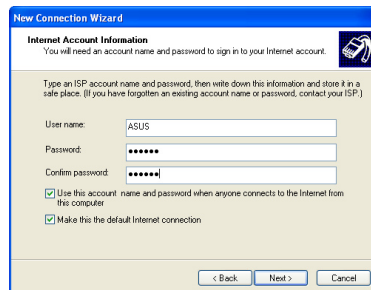 New Connection Wizard
Internet Account Information
You will need an account name and password to sign in to your Internet account.
Type an ISP account name and password, then write down this information and store it in a
safe place. (If you have forgotten an existing account name or password, contact your ISP.)
User name: ASUS
Password: ••••••
Confirm password: ••••••
Use this account name and password when anyone connects to the Internet from
this computer
Make this the default Internet connection
< Back Next > Cancel